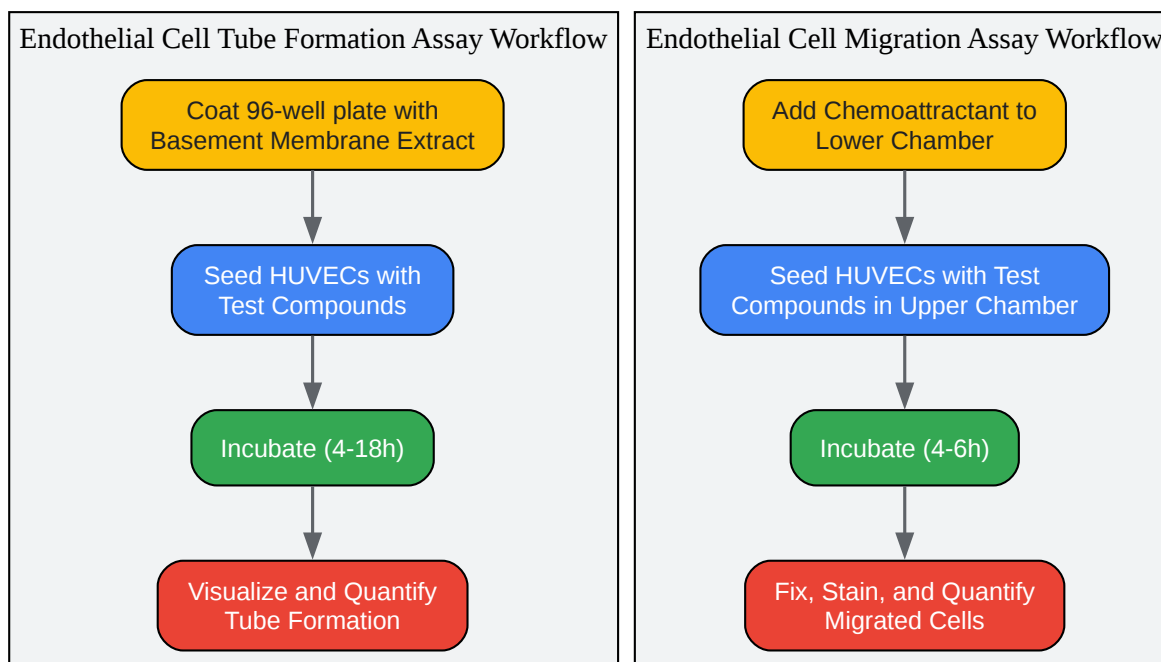 Endothelial Cell Tube Formation Assay Workflow
Coat 96-well plate with
Basement Membrane Extract
Seed HUVECs with
Test Compounds
Incubate (4-18h)
Visualize and Quantify
Tube Formation
Endothelial Cell Migration Assay Workflow
Add Chemoattractant to
Lower Chamber
Seed HUVECs with Test
Compounds in Upper Chamber
Incubate (4-6h)
Fix, Stain, and Quantify
Migrated Cells